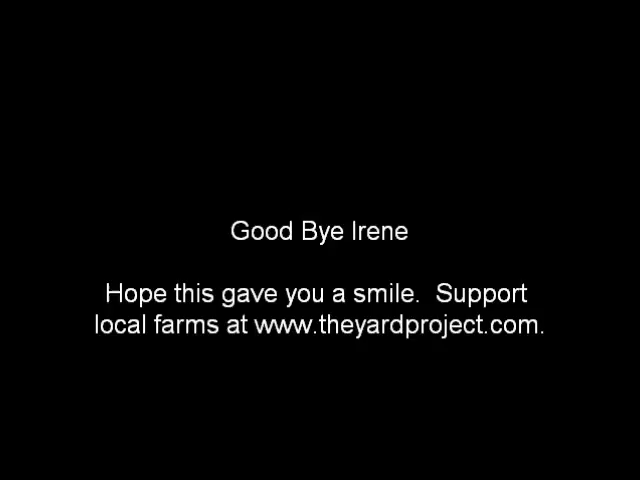 Good Bye Irene
Hope this gave you a smile.  Support
local farms at www.theyardproject.com.